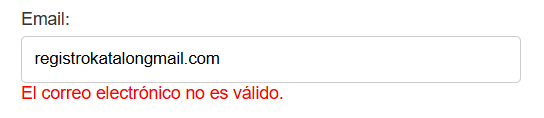 Email:
registrokatalongmail.com
El correo electrónico no es válido.